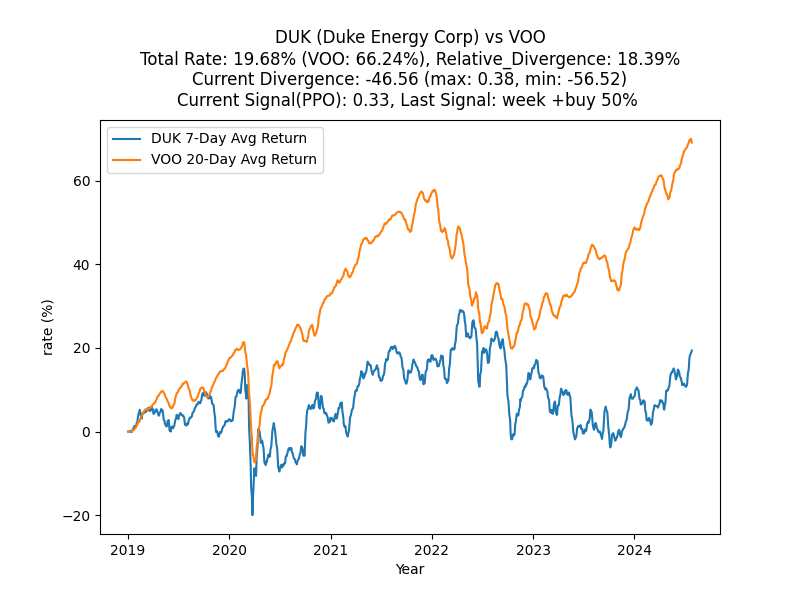 DUK (Duke Energy Corp) vs VOO
Total Rate: 19.68% (VOO: 66.24%), Relative_Divergence: 18.39%
Current Divergence: -46.56 (max: 0.38, min: -56.52)
Current Signal(PPO): 0.33, Last Signal: week +buy 50%
DUK 7-Day Avg Return
VOO 20-Day Avg Return
60
40
20
0
−20
rate (%)
2019 2020 2021 2022 2023 2024
Year